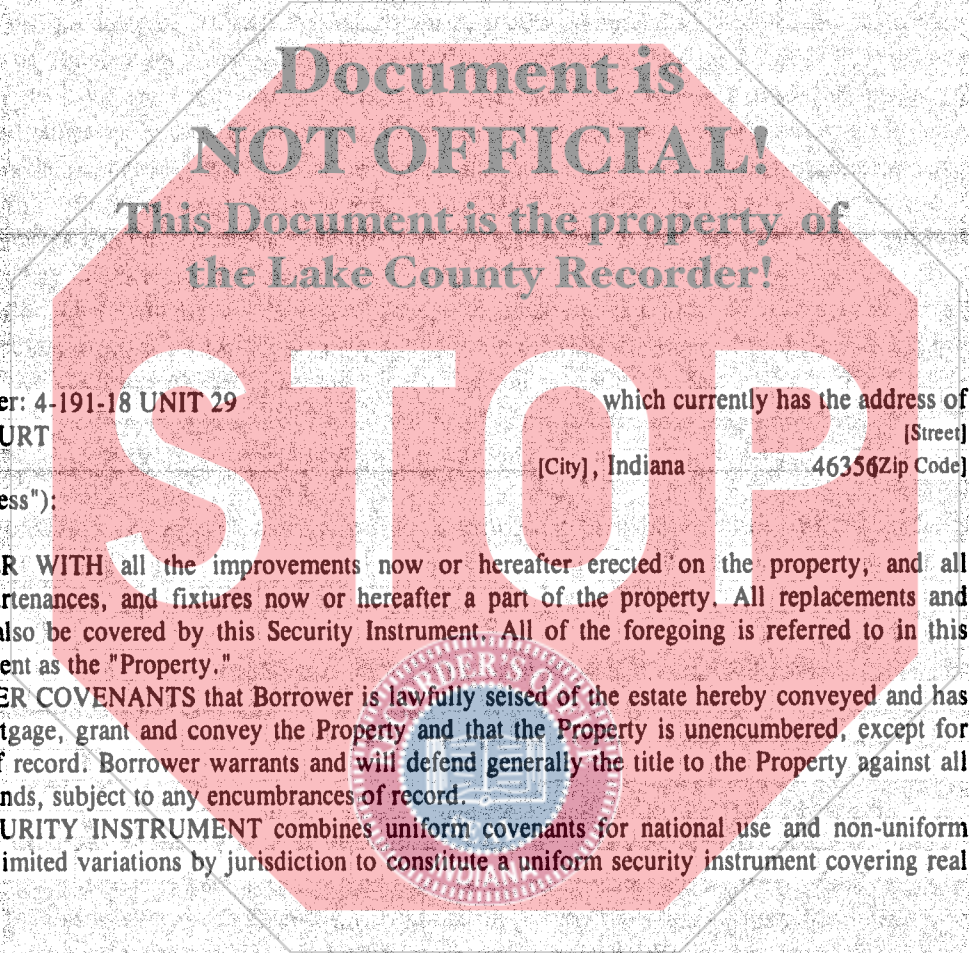 Document is
NOT OFFICIAL!
This Document is the property of
the Lake County Recorder!
STOP
er: 4-191-18 UNIT 29 which currently has the address of
URT [Street]
[City], Indiana 46356 Zip Code]
ess"):
R WITH all the improvements now or hereafter erected on the property, and all
rtenances, and fixtures now or hereafter a part of the property. All replacements and
also be covered by this Security Instrument. All of the foregoing is referred to in this
ent as the "Property."
ER COVENANTS that Borrower is lawfully seised of the estate hereby conveyed and has
tgage, grant and convey the Property and that the Property is unencumbered, except for
f record. Borrower warrants and will defend generally the title to the Property against all
nds, subject to any encumbrances of record.
URITY INSTRUMENT combines uniform covenants for national use and non-uniform
imited variations by jurisdiction to constitute a uniform security instrument covering real
INDIANA